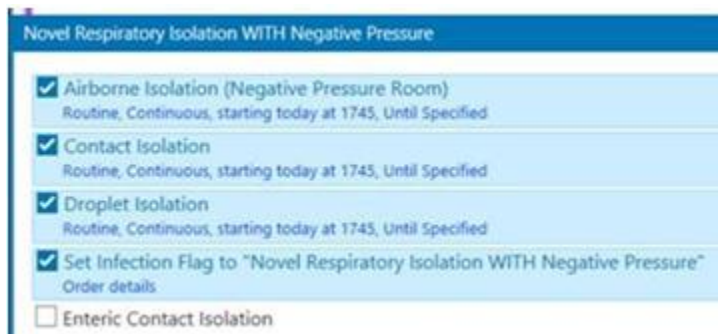 Novel Respiratory Isolation WITH Negative Pressure
Airborne Isolation (Negative Pressure Room)
Routine, Continuous, starting today at 1745, Until Specified
Contact Isolation
Routine, Continuous, starting today at 1745, Until Specified
Droplet Isolation
Routine, Continuous, starting today at 1745, Until Specified
Set Infection Flag to "Novel Respiratory Isolation WITH Negative Pressure"
Order details
Enteric Contact Isolation